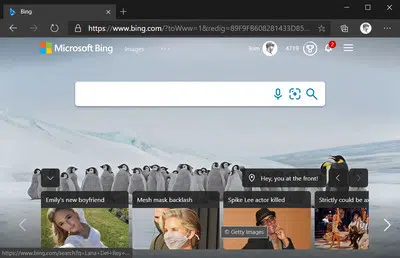 Bing
https://www.bing.com/?toWww=1&redig=89F9F8608281433D85...
Microsoft Bing
Images
4719
2
Hey, you at the front!
Emily's new boyfriend
Mesh mask backlash
Spike Lee actor killed
Strictly could be a
© Getty Images
https://www.bing.com/search?q=Lana+Del+Rey+...